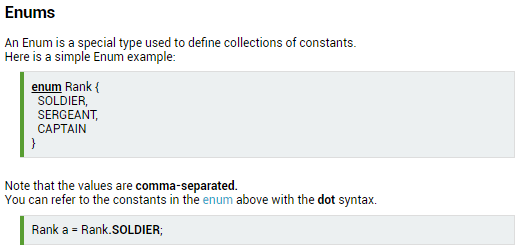 Enums
An Enum is a special type used to define collections of constants.
Here is a simple Enum example:
enum Rank {
SOLDIER,
SERGEANT,
CAPTAIN
}
Note that the values are comma-separated.
You can refer to the constants in the enum above with the dot syntax.
Rank a = Rank.SOLDIER;